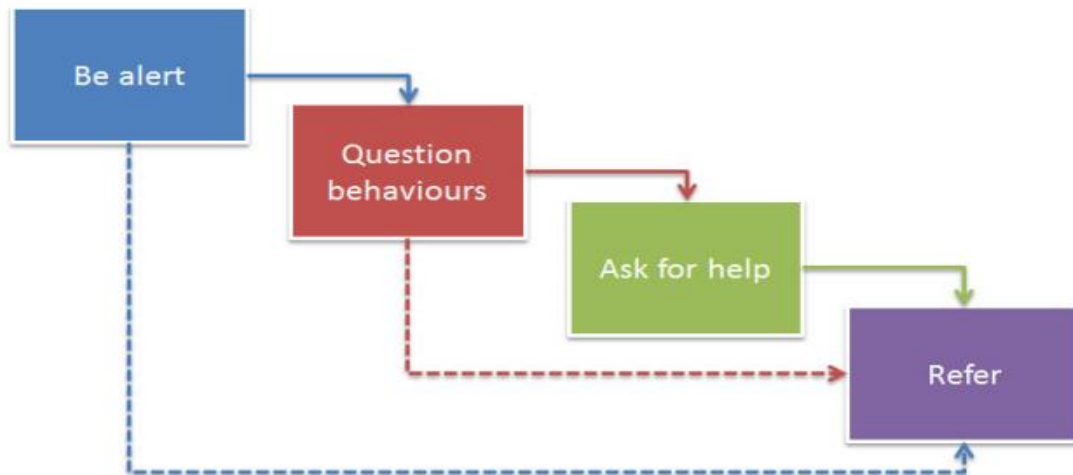 Be alert
Question
behaviours
Ask for help
Refer